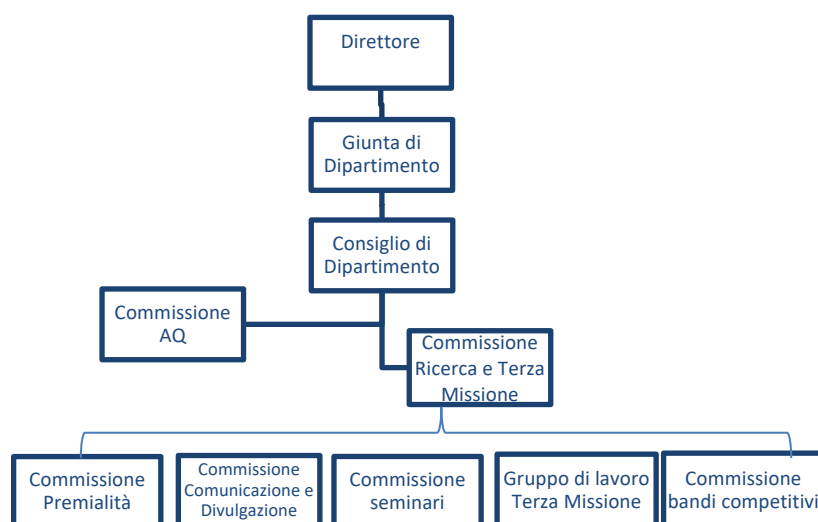 Direttore
Giunta di
Dipartimento
Consiglio di
Dipartimento
Commissione
AQ
Commissione
Ricerca e Terza
Missione
Commissione
Premialità
Commissione
Comunicazione e
Divulgazione
Commissione
seminari
Gruppo di lavoro
Terza Missione
Commissione
bandi competitivi